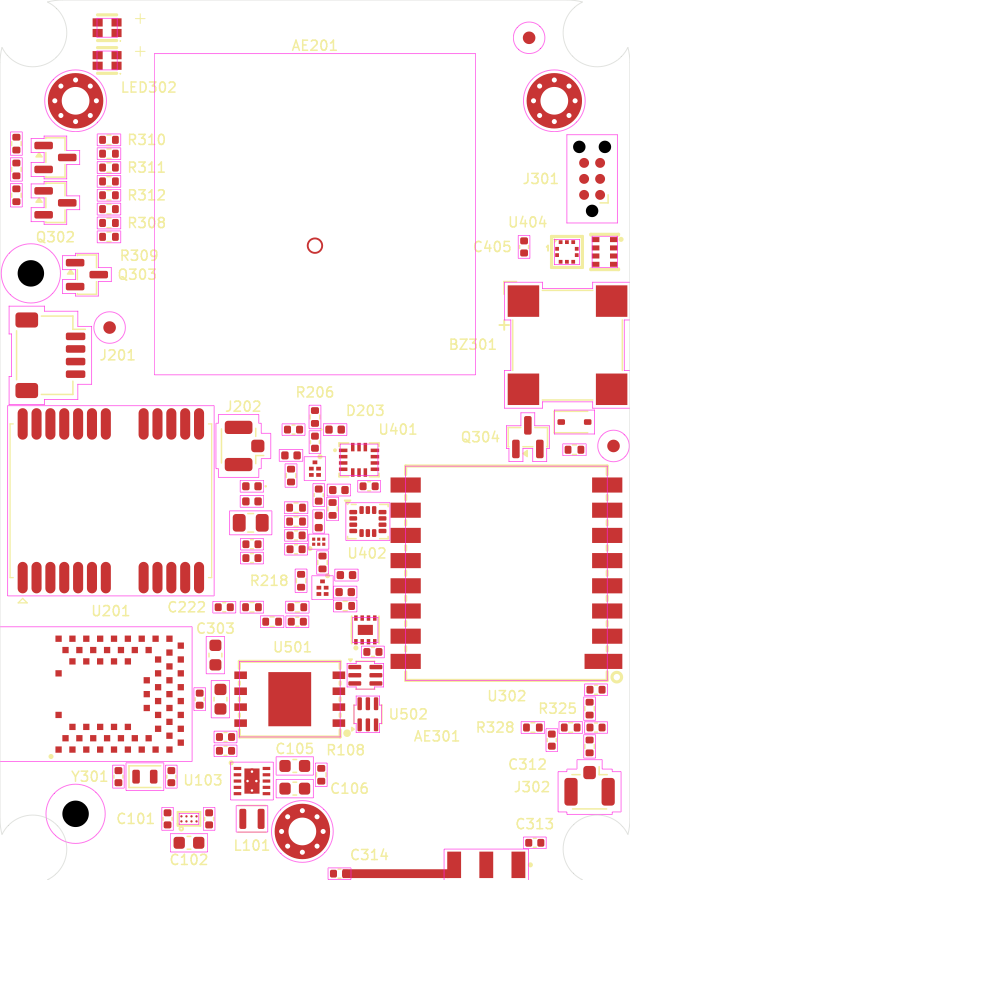 +
AE201
+
LED302
R310
R311
R312
R308
Q302
R309
Q303
J201
J301
U404
C405
+
BZ301
R206
J202
D203
U401
Q304
U402
R218
U201
C222
C303
U501
R325
U502
R328
AE301
R108
C105
C312
Y301
U103
C106
J302
C101
C313
L101
C102
C314